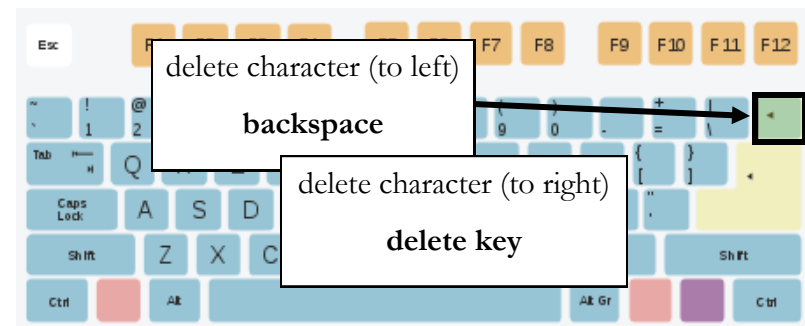 Esc F7 F8 F9 F10 F11 F12
delete character (to left)
backspace
~ ! @ ( ) + |
` 1 2 9 0 - = \
Tab Q { }
[ ]
delete character (to right)
delete key
Caps Lock A S D "
Shift Z X C Shift
Ctrl Alt Alt Gr Ctrl